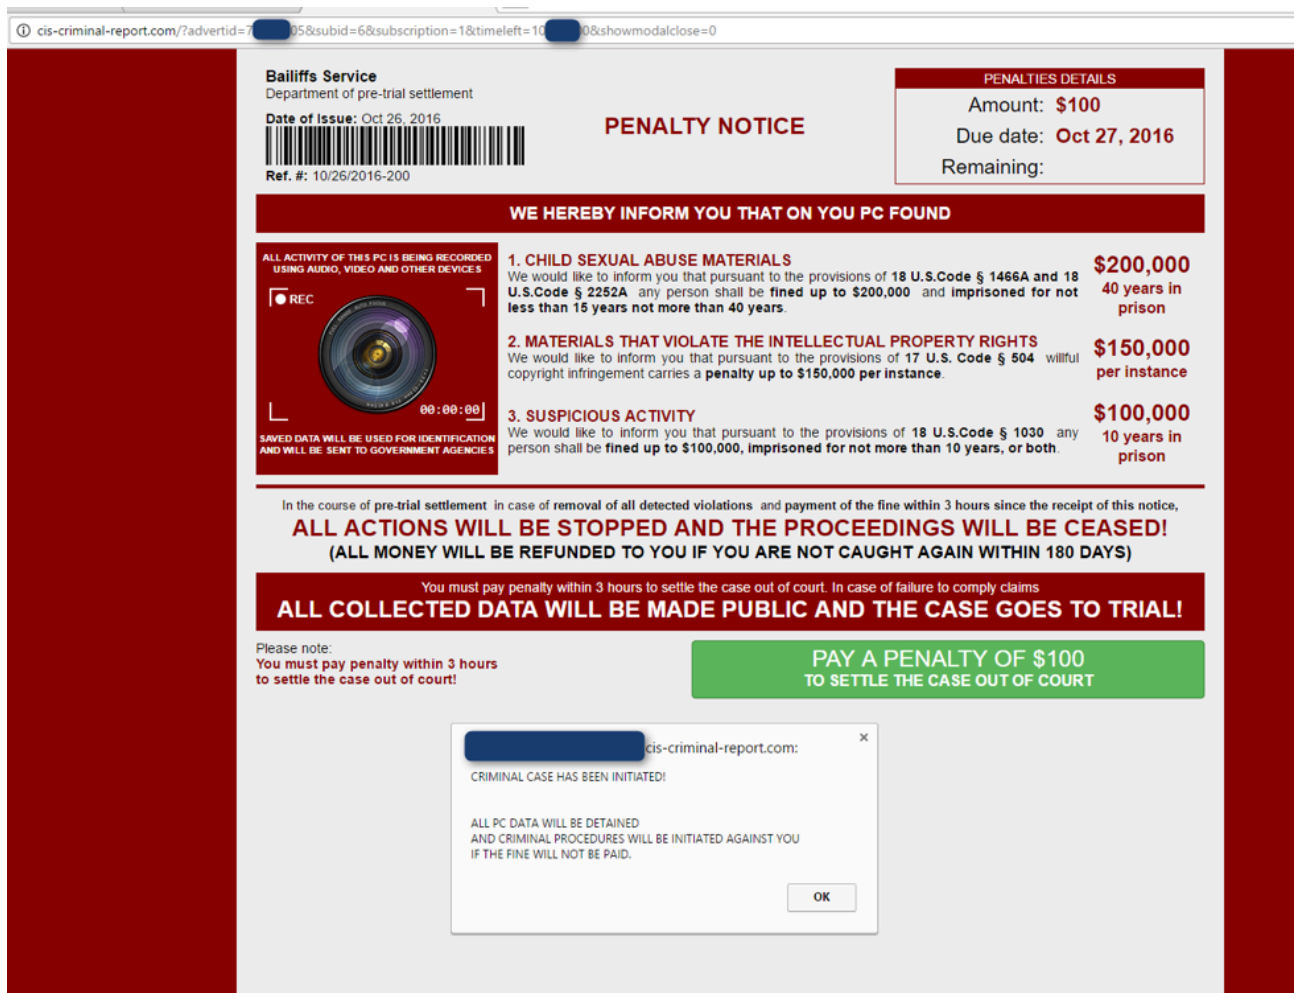 cis-criminal-report.com/?advertid=7 05&subid=6&subscription=1&timeleft=10 0&showmodalclose=0
Bailiffs Service
Department of pre-trial settlement
Date of Issue: Oct 26, 2016
Ref. #: 10/26/2016-200
PENALTY NOTICE
PENALTIES DETAILS
Amount: $100
Due date: Oct 27, 2016
Remaining:
WE HEREBY INFORM YOU THAT ON YOU PC FOUND
ALL ACTIVITY OF THIS PC IS BEING RECORDED
USING AUDIO, VIDEO AND OTHER DEVICES
REC
00:00:00
SAVED DATA WILL BE USED FOR IDENTIFICATION
AND WILL BE SENT TO GOVERNMENT AGENCIES
1. CHILD SEXUAL ABUSE MATERIALS
We would like to inform you that pursuant to the provisions of 18 U.S.Code § 1466A and 18
U.S.Code § 2252A any person shall be fined up to $200,000 and imprisoned for not
less than 15 years not more than 40 years.
$200,000
40 years in
prison
2. MATERIALS THAT VIOLATE THE INTELLECTUAL PROPERTY RIGHTS
We would like to inform you that pursuant to the provisions of 17 U.S. Code § 504 willful
copyright infringement carries a penalty up to $150,000 per instance.
$150,000
per instance
3. SUSPICIOUS ACTIVITY
We would like to inform you that pursuant to the provisions of 18 U.S.Code § 1030 any
person shall be fined up to $100,000, imprisoned for not more than 10 years, or both.
$100,000
10 years in
prison
In the course of pre-trial settlement in case of removal of all detected violations and payment of the fine within 3 hours since the receipt of this notice,
ALL ACTIONS WILL BE STOPPED AND THE PROCEEDINGS WILL BE CEASED!
(ALL MONEY WILL BE REFUNDED TO YOU IF YOU ARE NOT CAUGHT AGAIN WITHIN 180 DAYS)
You must pay penalty within 3 hours to settle the case out of court. In case of failure to comply claims
ALL COLLECTED DATA WILL BE MADE PUBLIC AND THE CASE GOES TO TRIAL!
Please note:
You must pay penalty within 3 hours
to settle the case out of court!
PAY A PENALTY OF $100
TO SETTLE THE CASE OUT OF COURT
cis-criminal-report.com:
CRIMINAL CASE HAS BEEN INITIATED!
ALL PC DATA WILL BE DETAINED
AND CRIMINAL PROCEDURES WILL BE INITIATED AGAINST YOU
IF THE FINE WILL NOT BE PAID.
OK